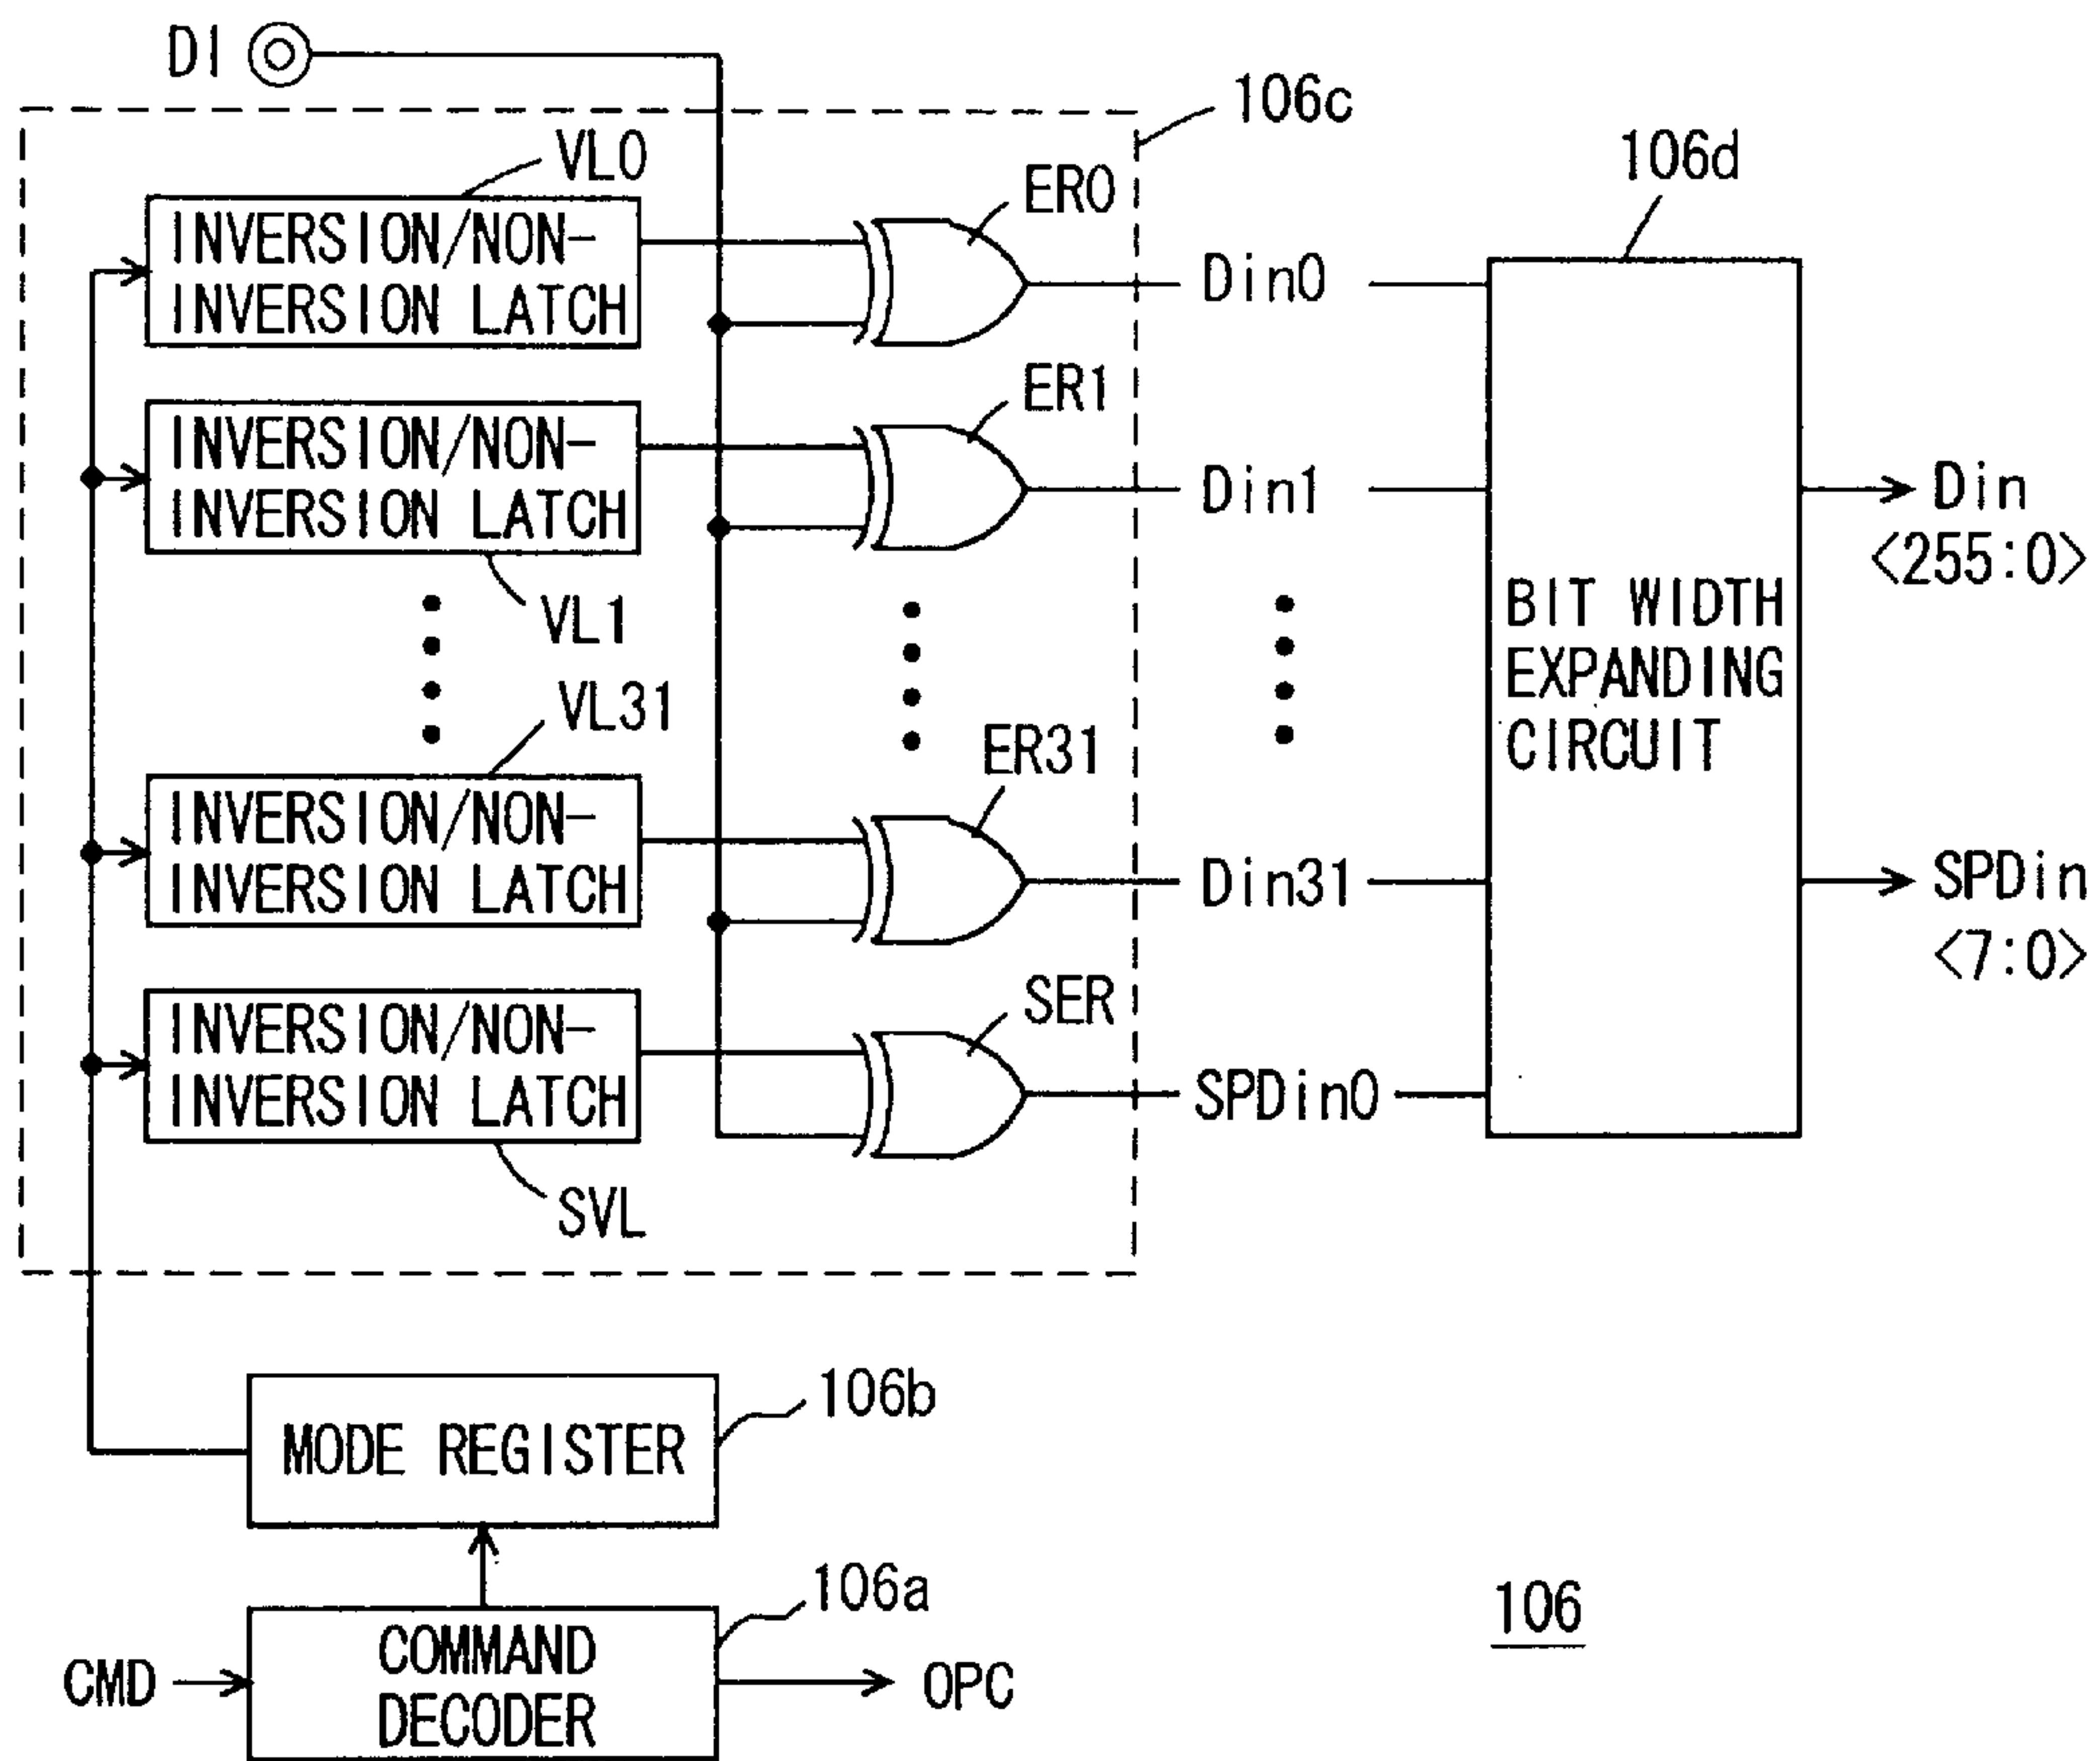 DI
106c
VL0
ER0
106d
INVERSION/NON-
INVERSION LATCH
Din0
ER1
INVERSION/NON-
INVERSION LATCH
Din1
Din
<255:0>
VL1
BIT WIDTH
EXPANDING
CIRCUIT
VL31
ER31
INVERSION/NON-
INVERSION LATCH
Din31
SPDin
<7:0>
SER
INVERSION/NON-
INVERSION LATCH
SPDin0
SVL
106b
MODE REGISTER
106a
COMMAND
DECODER
CMD
OPC
106